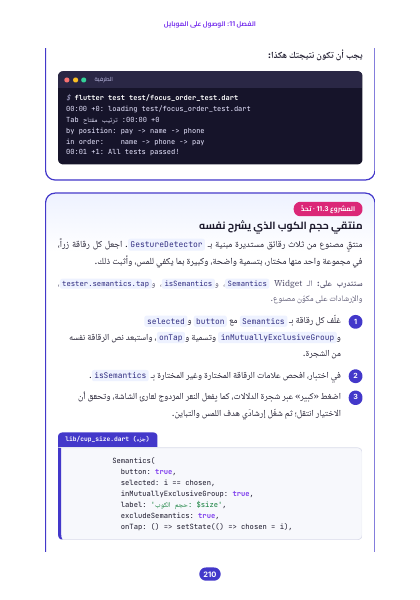 الفصل 11: الوصول على الموبايل
يجب أن تكون نتيجتك هكذا:
الطرفية
$ flutter test test/focus_order_test.dart
00:00 +0: loading test/focus_order_test.dart
00:00 +0: ترتيب مفتاح Tab
by position: pay -> name -> phone
in order:    name -> phone -> pay
00:01 +1: All tests passed!
المشروع 11.3 · تحدٍّ
منتقي حجم الكوب الذي يشرح نفسه
منتقٍ مصنوع من ثلاث رقائق مستديرة مبنية بـ GestureDetector. اجعل كل رقاقة زراً،
في مجموعة واحد منها مختار، بتسمية واضحة، وكبيرة بما يكفي للمس، وأثبت ذلك.
ستتدرب على: الـ Widget Semantics، وisSemantics، وtester.semantics.tap،
والإرشادات على مكوّن مصنوع.
1 غلّف كل رقاقة بـ Semantics مع button و selected
و inMutuallyExclusiveGroup وتسمية و onTap، واستبعد نص الرقاقة نفسه
من الشجرة.
2 في اختبار، افحص علامات الرقاقة المختارة وغير المختارة بـ isSemantics.
3 اضغط «كبير» عبر شجرة الدلالات، كما يفعل النقر المزدوج لقارئ الشاشة، وتحقق أن
الاختيار انتقل؛ ثم شغّل إرشادَي هدف اللمس والتباين.
lib/cup_size.dart (جزء)
Semantics(
  button: true,
  selected: i == chosen,
  inMutuallyExclusiveGroup: true,
  label: 'حجم الكوب: $size',
  excludeSemantics: true,
  onTap: () => setState(() => chosen = i),
210